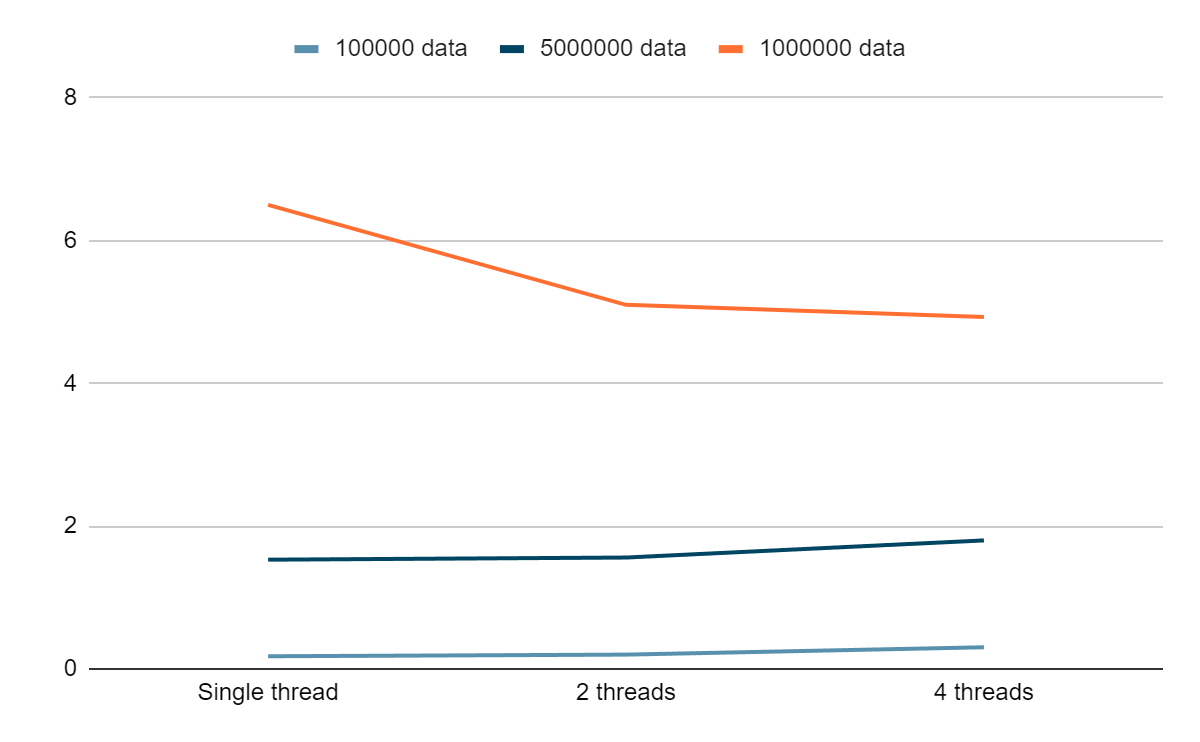 100000 data 5000000 data 1000000 data
8
6
4
2
0
Single thread 2 threads 4 threads